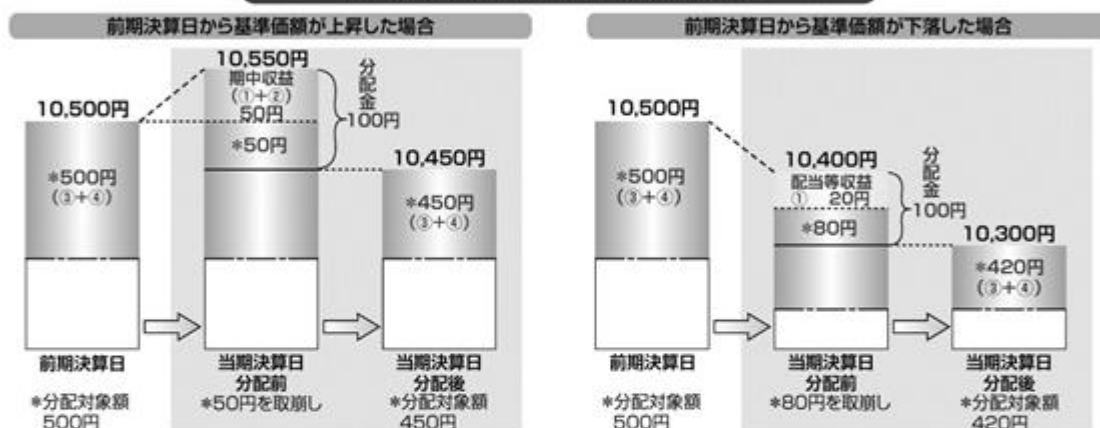 前期決算日から基準価額が上昇した場合
10,550円
期中収益
(①+②)
50円
*50円
分配金
100円
10,500円
*500円
(③+④)
10,450円
*450円
(③+④)
前期決算日
当期決算日
分配前
当期決算日
分配後
*分配対象額
500円
*50円を取崩し
*分配対象額
450円
前期決算日から基準価額が下落した場合
10,500円
*500円
(③+④)
10,400円
配当等収益
① 20円
*80円
分配金
100円
10,300円
*420円
(③+④)
前期決算日
当期決算日
分配前
当期決算日
分配後
*分配対象額
500円
*80円を取崩し
*分配対象額
420円